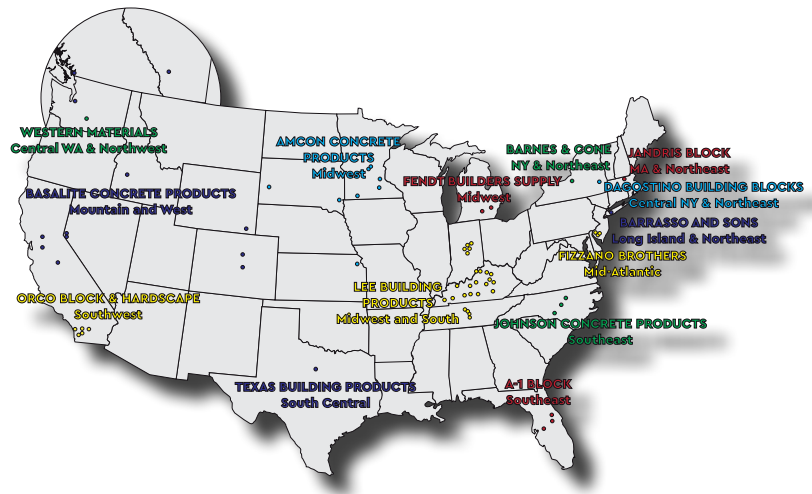 WESTERN MATERIALS
Central WA & Northwest
AMCON CONCRETE
PRODUCTS
Midwest
BARNES & CONE
NY & Northeast
JANDRIS BLOCK
MA & Northeast
FENDT BUILDERS SUPPLY
Midwest
DAGOSTINO BUILDING BLOCKS
Central NY & Northeast
BASALITE CONCRETE PRODUCTS
Mountain and West
BARRASSO AND SONS
Long Island & Northeast
FIZZANO BROTHERS
Mid-Atlantic
ORCO BLOCK & HARDSCAPE
Southwest
LEE BUILDING
PRODUCTS
Midwest and South
JOHNSON CONCRETE PRODUCTS
Southeast
TEXAS BUILDING PRODUCTS
South Central
A-1 BLOCK
Southeast